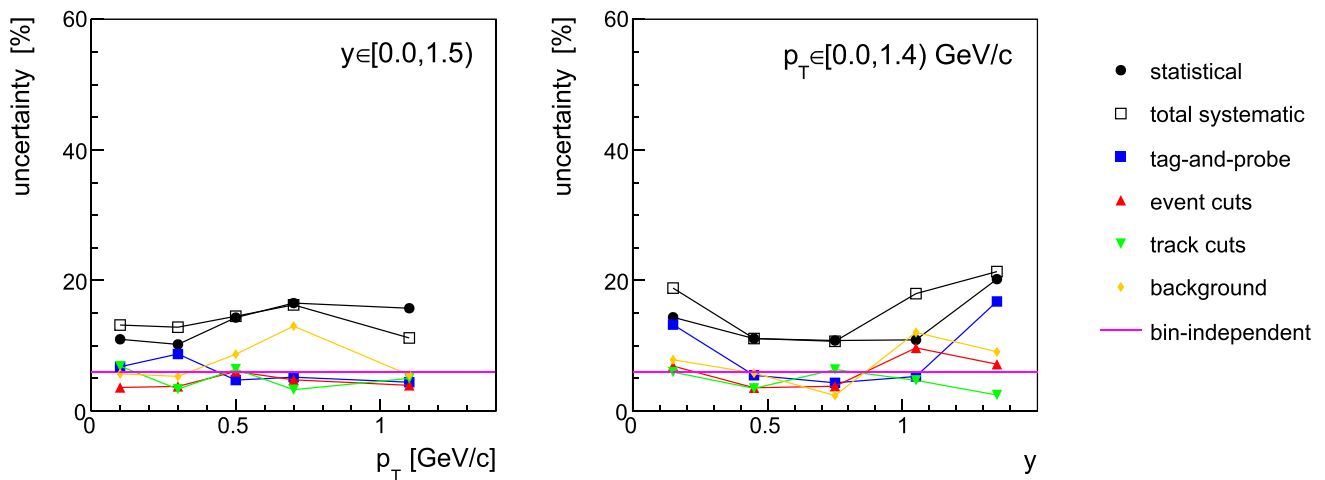 uncertainty [%]
60
40
20
0
y∈[0.0,1.5)
0 0.5 1
p_T [GeV/c]
uncertainty [%]
60
40
20
0
p_T∈[0.0,1.4) GeV/c
0 0.5 1
y
statistical
total systematic
tag-and-probe
event cuts
track cuts
background
bin-independent